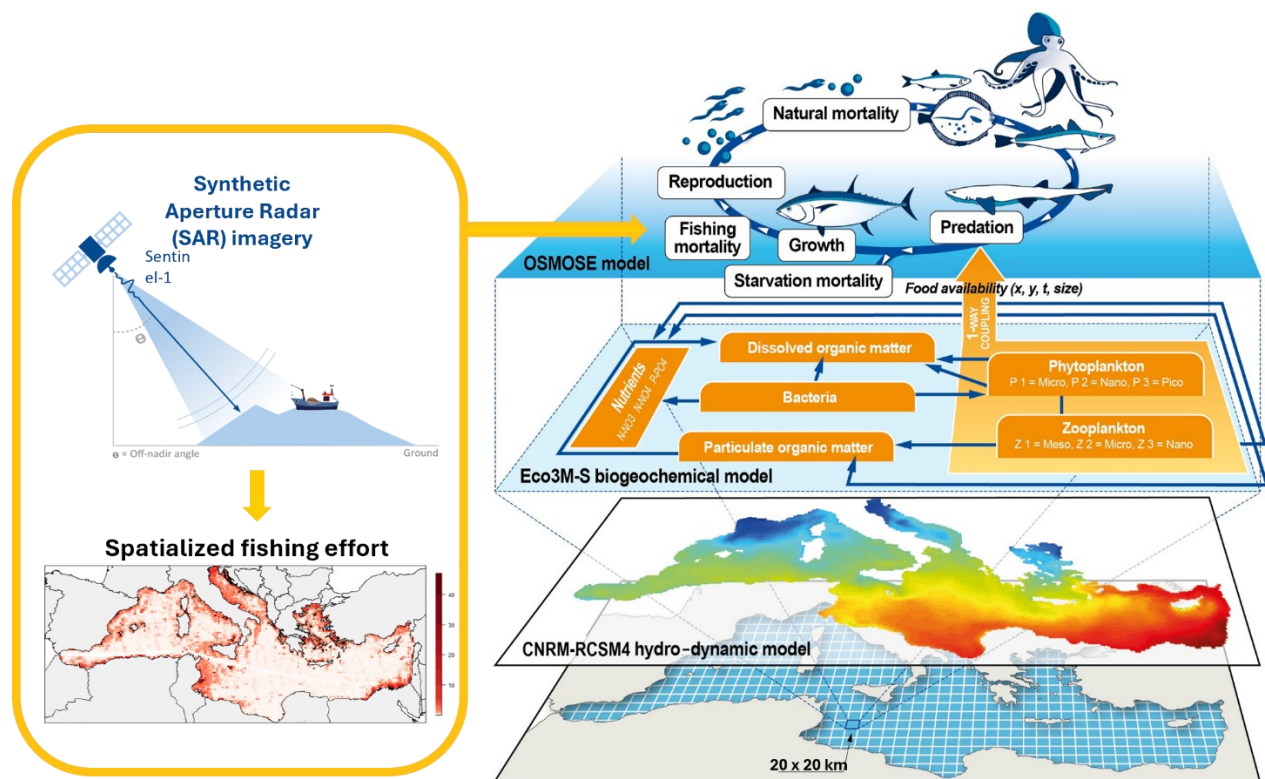 Synthetic
Aperture Radar
(SAR) imagery
Sentin
el-1
ɵ
ɵ = Off-nadir angle
Ground
Spatialized fishing effort
40
30
20
10
Natural mortality
Reproduction
Fishing
mortality
Growth
Predation
OSMOSE model
Starvation mortality
Food availability (x, y, t, size)
1-WAY
COUPLING
Nutrients
N-NO3 N-NO4 P-PO4
Dissolved organic matter
Bacteria
Particulate organic matter
Phytoplankton
P 1 = Micro, P 2 = Nano, P 3 = Pico
Zooplankton
Z 1 = Meso, Z 2 = Micro, Z 3 = Nano
Eco3M-S biogeochemical model
CNRM-RCSM4 hydro-dynamic model
20 x 20 km